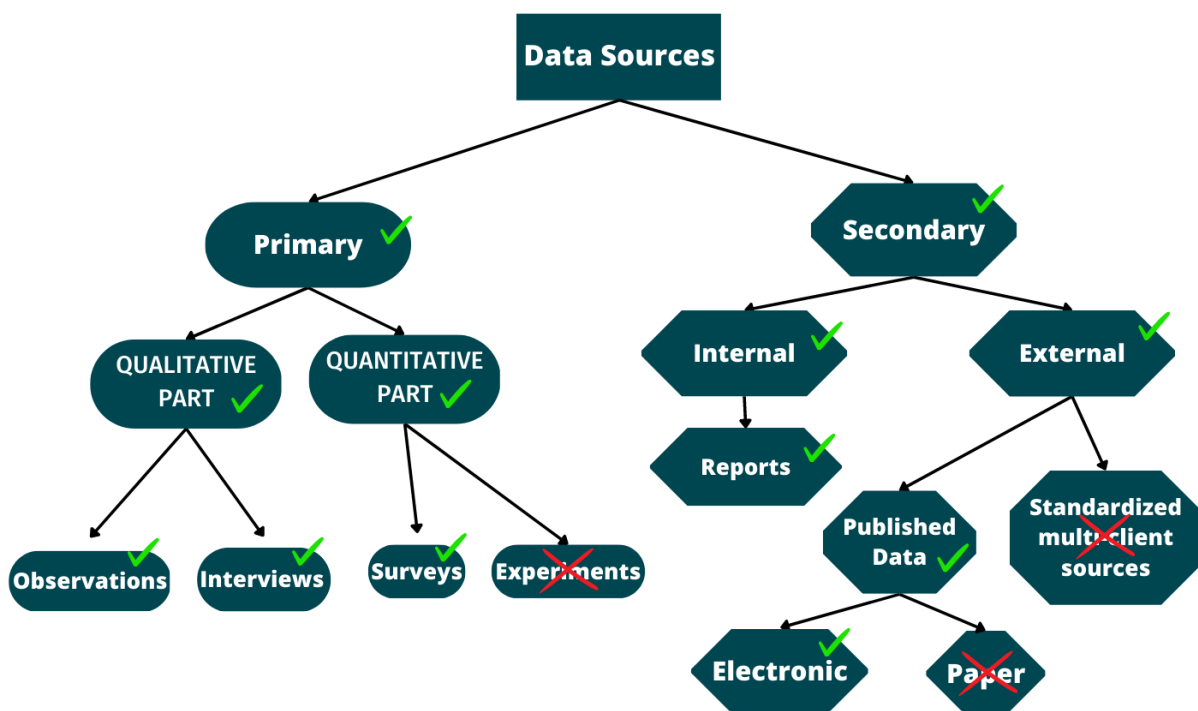 Data Sources
Primary
Secondary
QUALITATIVE
PART
QUANTITATIVE
PART
Internal
External
Reports
Observations
Interviews
Surveys
Experiments
Published
Data
Standardized
multi-client
sources
Electronic
Paper